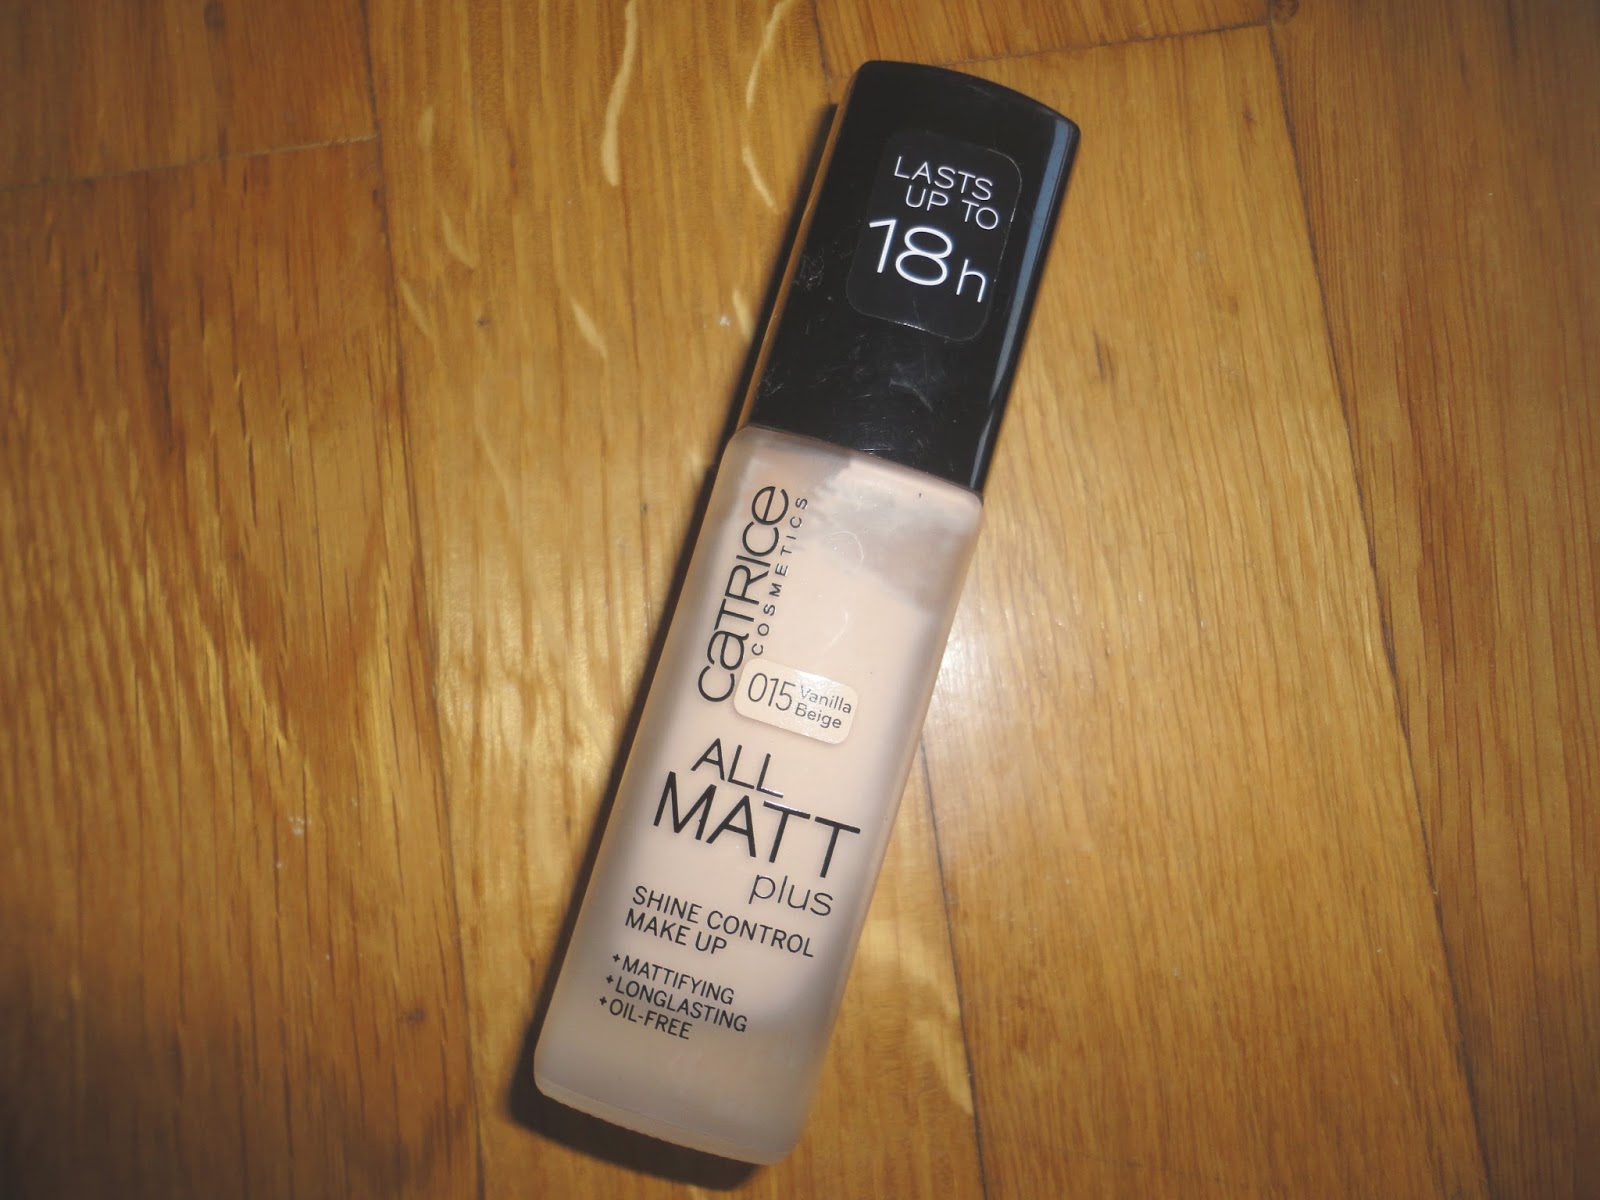 LASTS
UP TO
18h
CATRICE
COSMETICS
015 Vanilla
Beige
ALL
MATT
plus
SHINE CONTROL
MAKE UP
+MATTIFYING
+LONGLASTING
+OIL-FREE